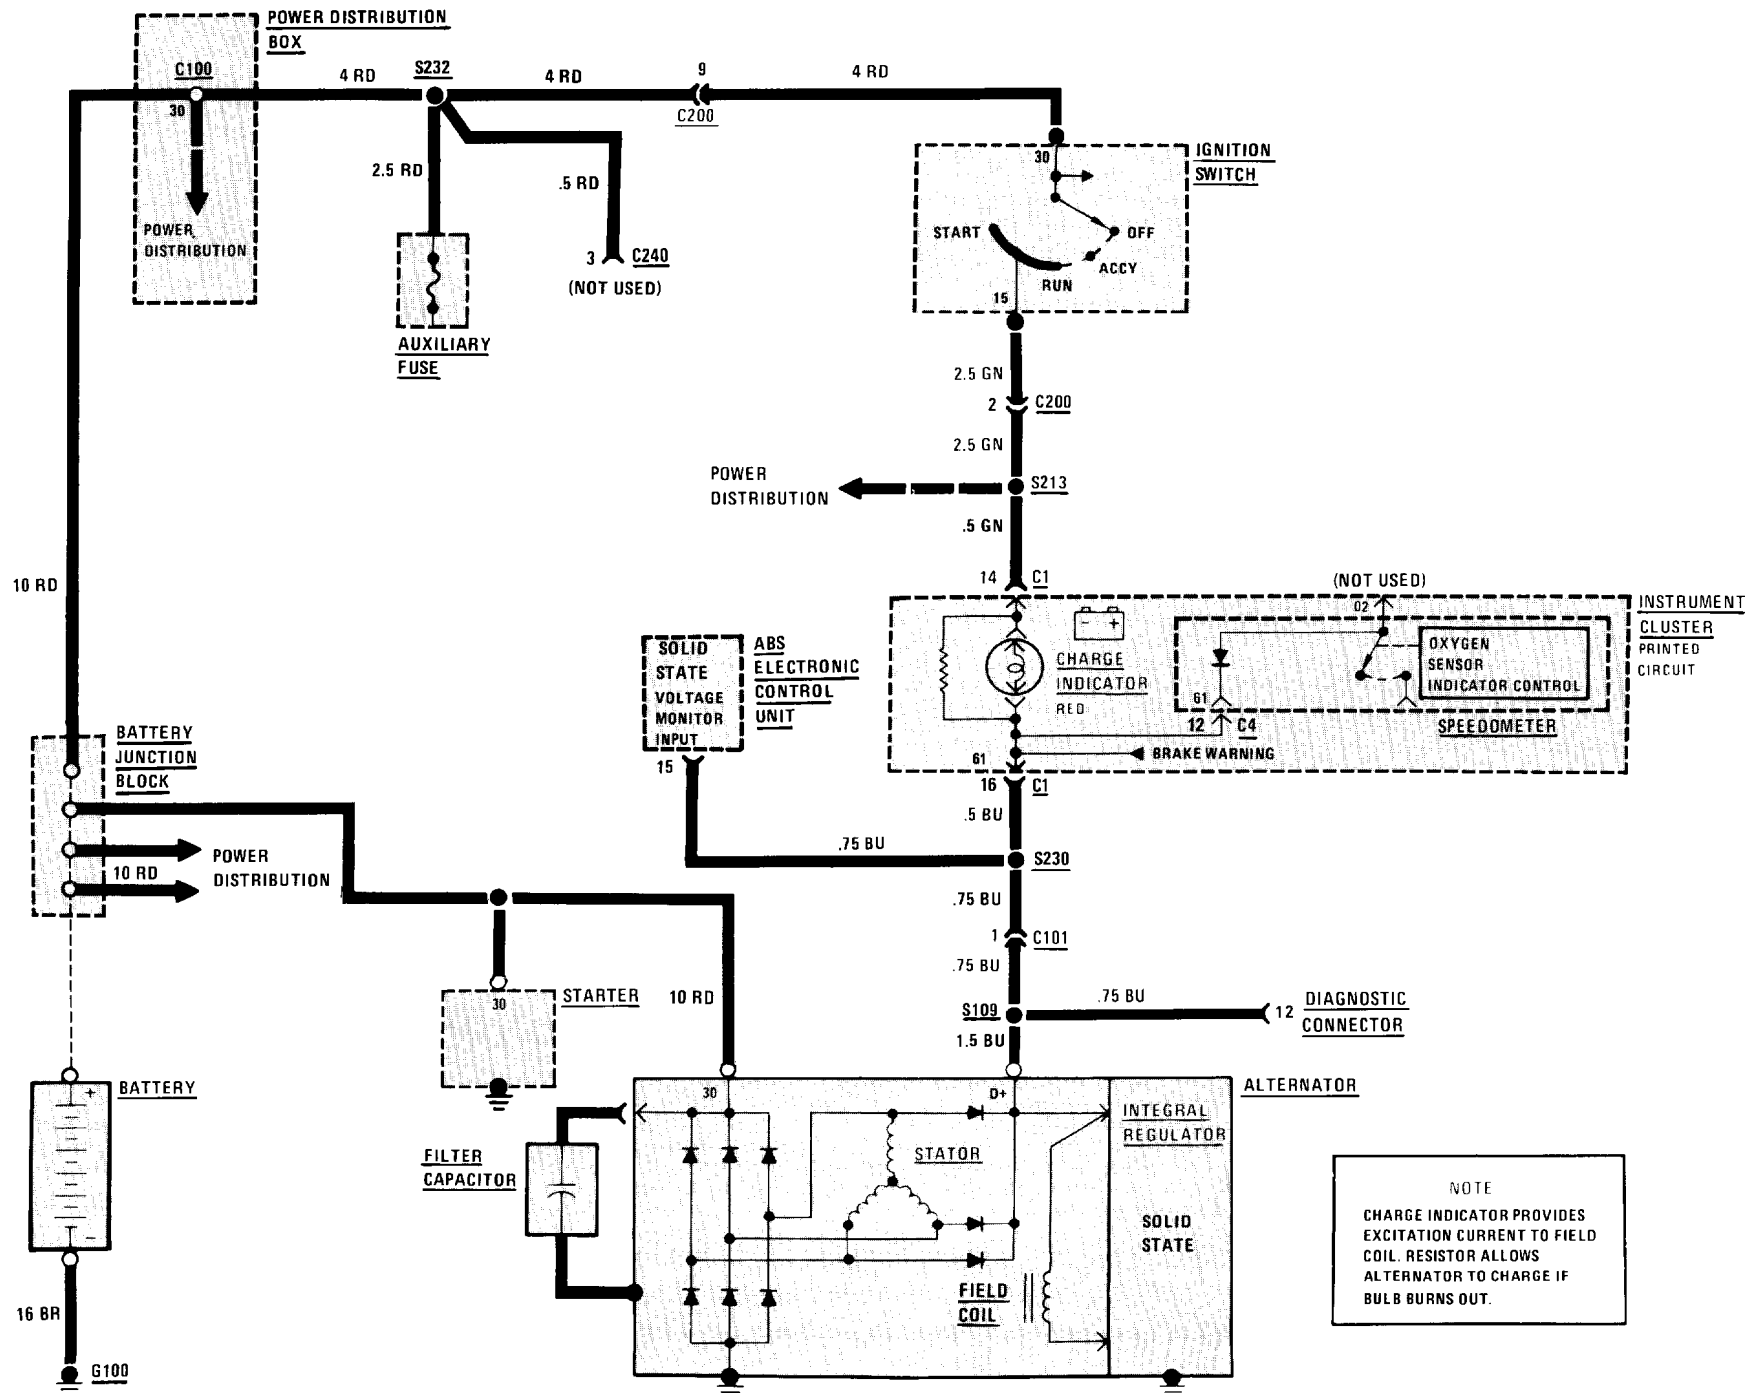 POWER DISTRIBUTION
BOX
C100
30
POWER
DISTRIBUTION
4 RD
S232
4 RD
9
C200
4 RD
2.5 RD
.5 RD
3
C240
(NOT USED)
AUXILIARY
FUSE
IGNITION
SWITCH
30
START
OFF
ACCY
RUN
15
2.5 GN
2
C200
2.5 GN
POWER
DISTRIBUTION
S213
.5 GN
14
C1
10 RD
(NOT USED)
02
INSTRUMENT
CLUSTER
PRINTED
CIRCUIT
- +
CHARGE
INDICATOR
RED
OXYGEN
SENSOR
INDICATOR CONTROL
61
12
C4
SPEEDOMETER
BRAKE WARNING
61
16
C1
SOLID
STATE
VOLTAGE
MONITOR
INPUT
ABS
ELECTRONIC
CONTROL
UNIT
15
.5 BU
.75 BU
S230
.75 BU
1
C101
.75 BU
S109
.75 BU
12
DIAGNOSTIC
CONNECTOR
1.5 BU
BATTERY
JUNCTION
BLOCK
10 RD
POWER
DISTRIBUTION
30
STARTER
10 RD
BATTERY
+
-
16 BR
G100
ALTERNATOR
30
D+
INTEGRAL
REGULATOR
STATOR
FILTER
CAPACITOR
SOLID
STATE
FIELD
COIL
NOTE
CHARGE INDICATOR PROVIDES
EXCITATION CURRENT TO FIELD
COIL. RESISTOR ALLOWS
ALTERNATOR TO CHARGE IF
BULB BURNS OUT.